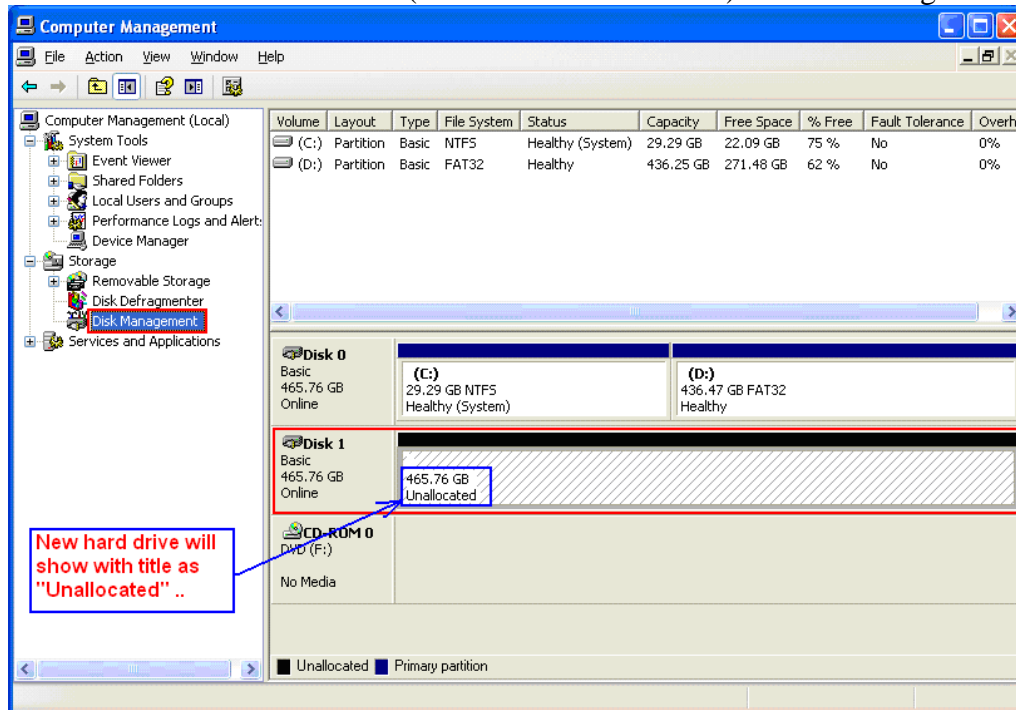 Computer Management
File Action View Window Help
Computer Management (Local)
System Tools
Event Viewer
Shared Folders
Local Users and Groups
Performance Logs and Alert:
Device Manager
Storage
Removable Storage
Disk Defragmenter
Disk Management
Services and Applications
Volume Layout Type File System Status Capacity Free Space % Free Fault Tolerance Overh
(C:) Partition Basic NTFS Healthy (System) 29.29 GB 22.09 GB 75 % No 0%
(D:) Partition Basic FAT32 Healthy 436.25 GB 271.48 GB 62 % No 0%
Disk 0
Basic
465.76 GB
Online
(C:)
29.29 GB NTFS
Healthy (System)
(D:)
436.47 GB FAT32
Healthy
Disk 1
Basic
465.76 GB
Online
465.76 GB
Unallocated
CD-ROM 0
DVD (F:)
No Media
New hard drive will
show with title as
"Unallocated" ..
Unallocated Primary partition